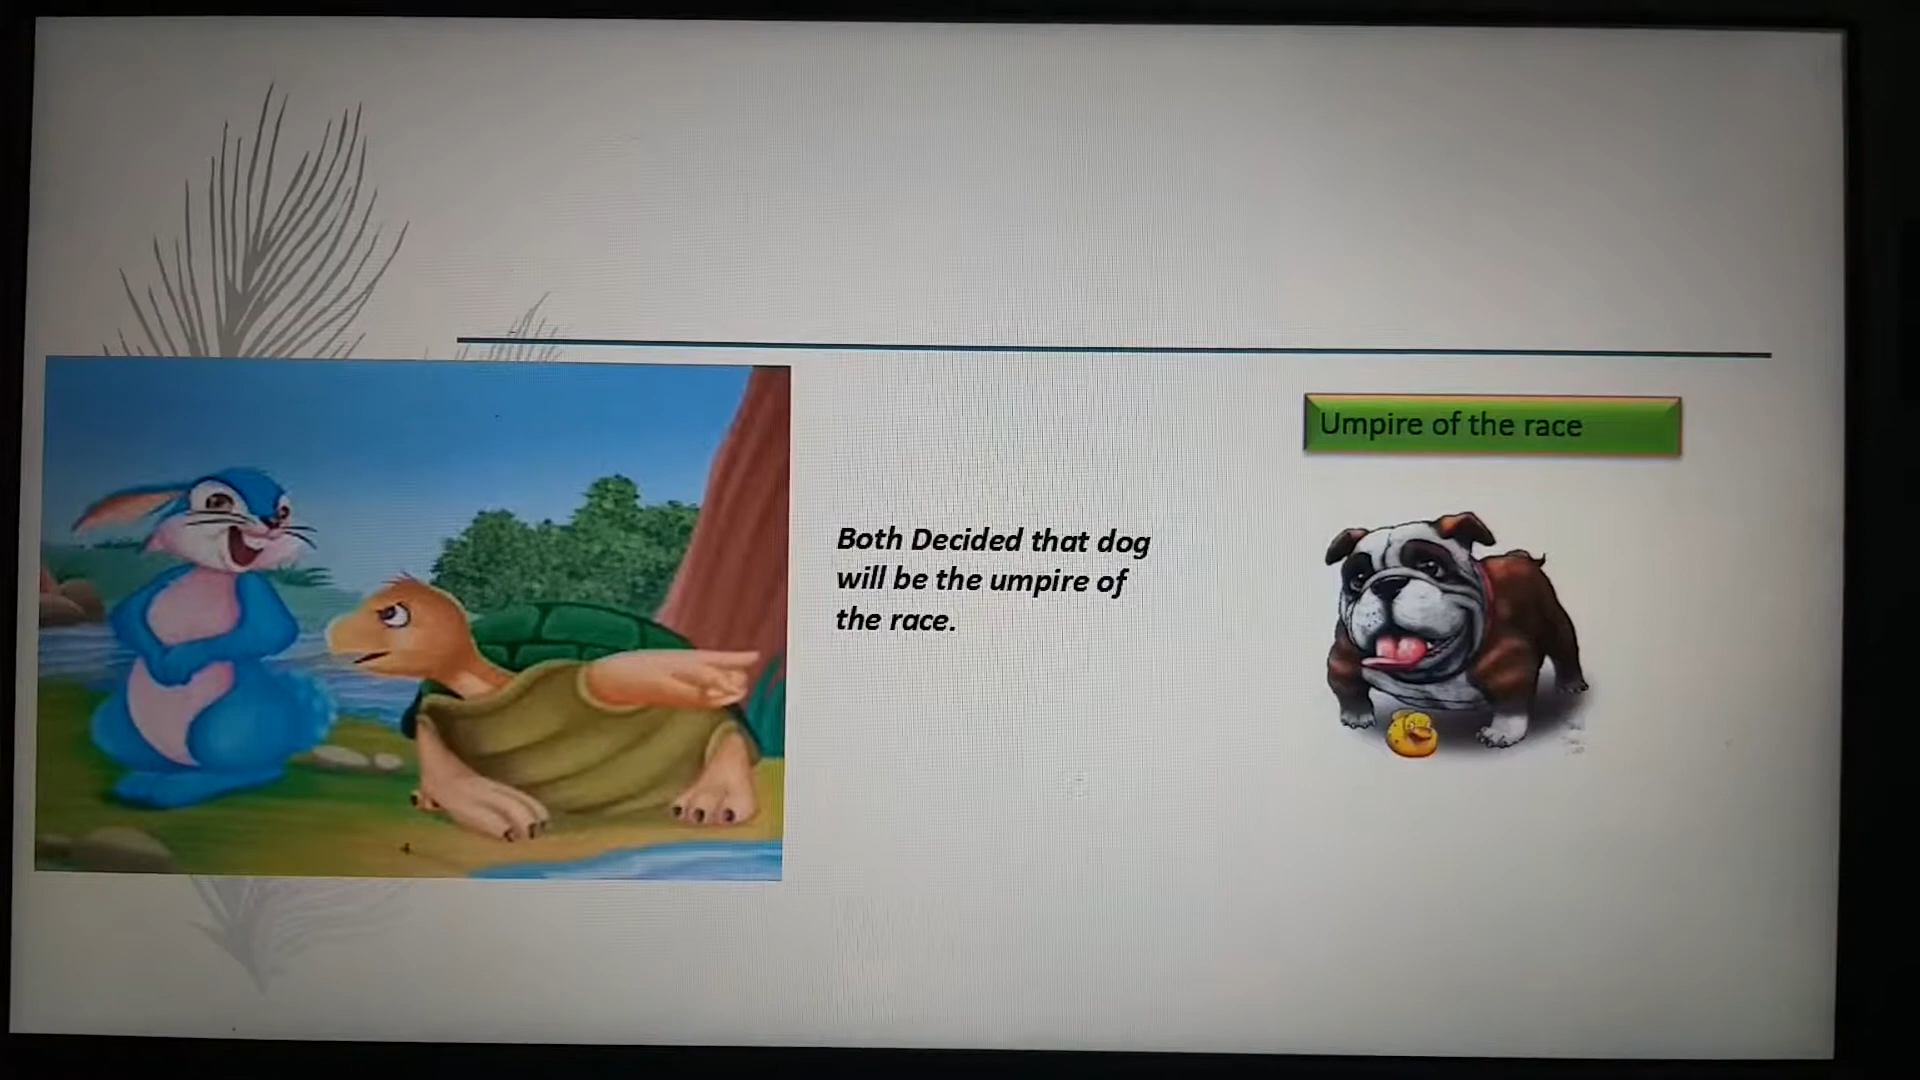 Umpire of the race
Both Decided that dog
will be the umpire of
the race.